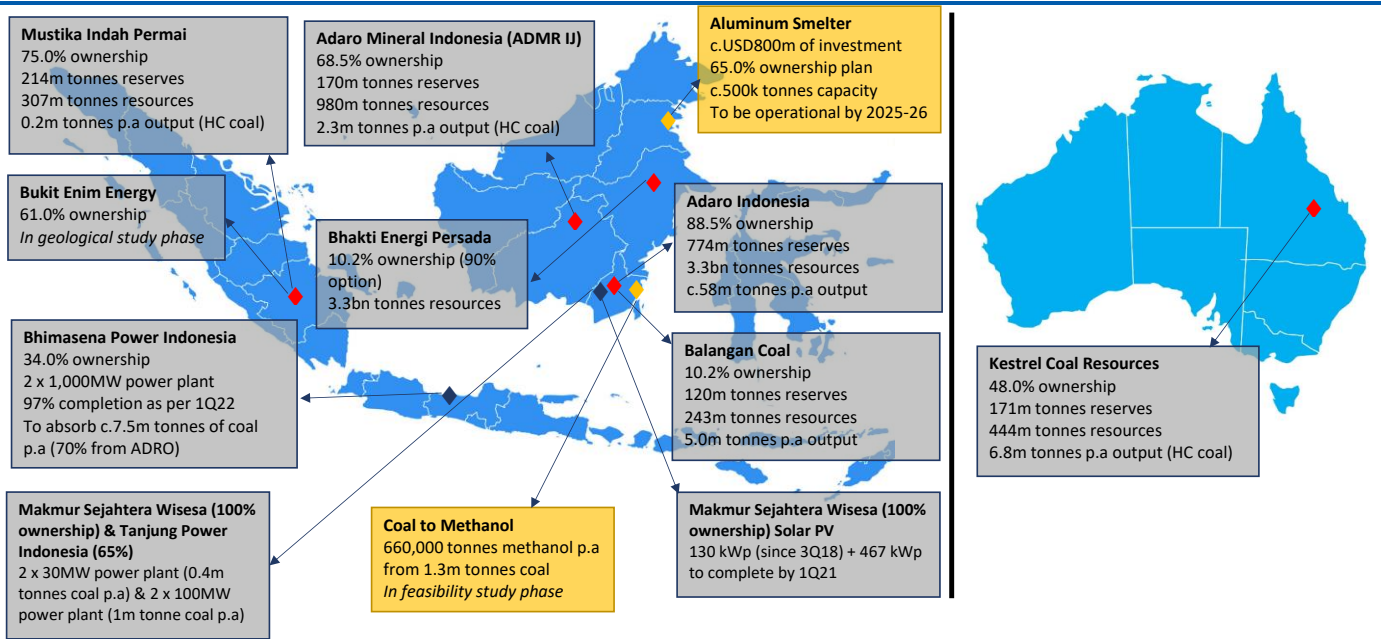 Mustika Indah Permai
75.0% ownership
214m tonnes reserves
307m tonnes resources
0.2m tonnes p.a output (HC coal)
Adaro Mineral Indonesia (ADMR IJ)
68.5% ownership
170m tonnes reserves
980m tonnes resources
2.3m tonnes p.a output (HC coal)
Aluminum Smelter
c.USD800m of investment
65.0% ownership plan
c.500k tonnes capacity
To be operational by 2025-26
Bukit Enim Energy
61.0% ownership
In geological study phase
Bhakti Energi Persada
10.2% ownership (90%
option)
3.3bn tonnes resources
Adaro Indonesia
88.5% ownership
774m tonnes reserves
3.3bn tonnes resources
c.58m tonnes p.a output
Bhimasena Power Indonesia
34.0% ownership
2 x 1,000MW power plant
97% completion as per 1Q22
To absorb c.7.5m tonnes of coal
p.a (70% from ADRO)
Balangan Coal
10.2% ownership
120m tonnes reserves
243m tonnes resources
5.0m tonnes p.a output
Kestrel Coal Resources
48.0% ownership
171m tonnes reserves
444m tonnes resources
6.8m tonnes p.a output (HC coal)
Makmur Sejahtera Wisesa (100%
ownership) & Tanjung Power
Indonesia (65%)
2 x 30MW power plant (0.4m
tonnes coal p.a) & 2 x 100MW
power plant (1m tonne coal p.a)
Coal to Methanol
660,000 tonnes methanol p.a
from 1.3m tonnes coal
In feasibility study phase
Makmur Sejahtera Wisesa (100%
ownership) Solar PV
130 kWp (since 3Q18) + 467 kWp
to complete by 1Q21